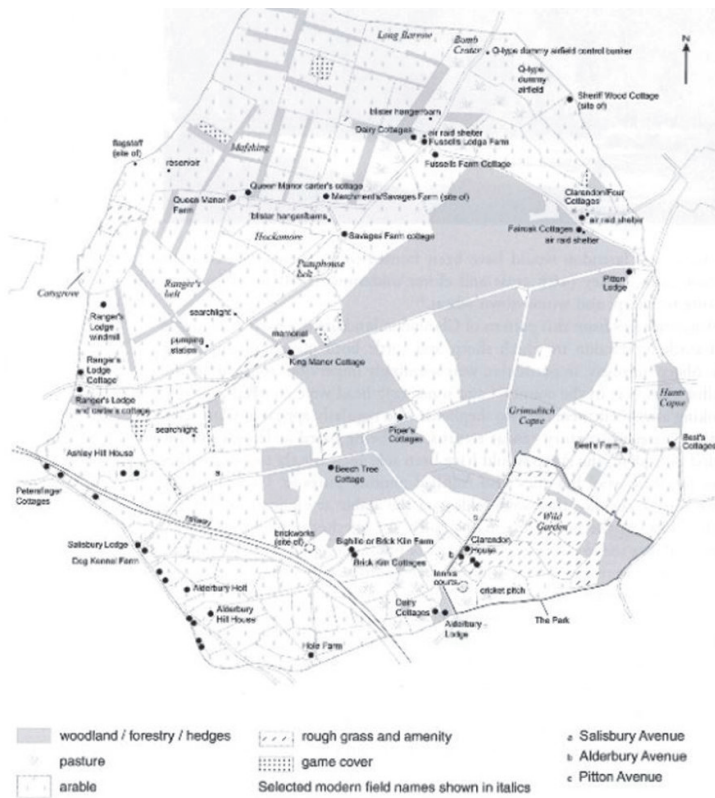 Long Barrow
Bomb
Crater
Q-type dummy airfield control bunker
N
Q-type
dummy
airfield
Sheriff Wood Cottage
(site of)
blister hanger/barn
Dairy Cottages
air raid shelter
Fussells Lodge Farm
Fussells Farm Cottage
flagstaff
(site of)
reservoir
Mafeking
Queen Manor carter's cottage
Queen Manor
Farm
Merchment's/Savages Farm (site of)
blister hanger/barns
Hockamore
Savages Farm cottage
Clarendon/Four
Cottages
air raid shelter
Fairoak Cottages
air raid shelter
Pumphouse
belt
Pitton
Lodge
Catsgrove
Ranger's
belt
Ranger's
Lodge
windmill
searchlight
pumping
station
memorial
King Manor Cottage
Ranger's
Lodge
Cottage
Ranger's Lodge
and carter's cottage
Hunts
Copse
Grimsditch
Copse
Piper's
Cottages
searchlight
Best's Farm
Best's
Cottages
Ashley Hill House
a
Beech Tree
Cottage
Petersfinger
Cottages
railway
Wild
Garden
c
brickworks
(site of)
Bighills or Brick Kiln Farm
Brick Kiln Cottages
Clarendon
House
b
Salisbury Lodge
Dog Kennel Farm
tennis
courts
cricket pitch
Alderbury Holt
Alderbury
Hill House
Dairy
Cottages
Alderbury
Lodge
The Park
Hole Farm
woodland / forestry / hedges
pasture
arable
rough grass and amenity
game cover
Selected modern field names shown in italics
a Salisbury Avenue
b Alderbury Avenue
c Pitton Avenue